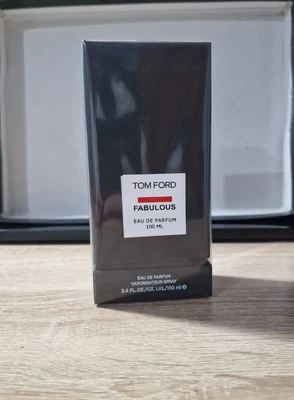 TOM FORD
FABULOUS
EAU DE PARFUM
100 ML
EAU DE PARFUM
VAPORISATEUR SPRAY
3.4 FL.OZ./OZ. LIQ./100 ml ℮